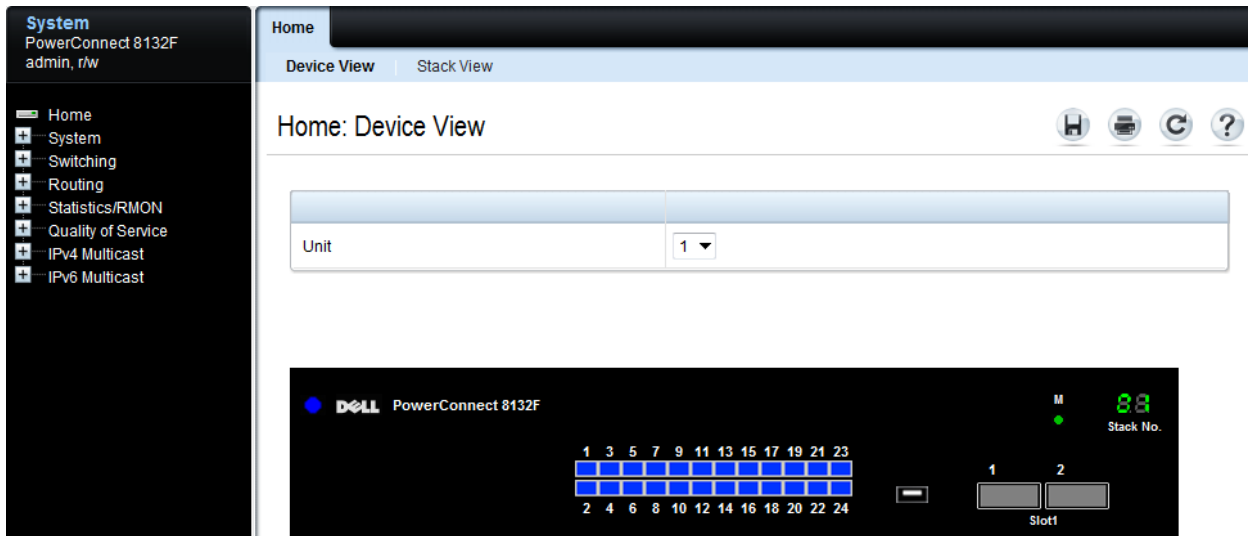 System
PowerConnect 8132F
admin, r/w
Home
System
Switching
Routing
Statistics/RMON
Quality of Service
IPv4 Multicast
IPv6 Multicast
Home
Device View
Stack View
Home: Device View
?
Unit
1
DELL PowerConnect 8132F
M
Stack No.
1 3 5 7 9 11 13 15 17 19 21 23
2 4 6 8 10 12 14 16 18 20 22 24
1 2
Slot1